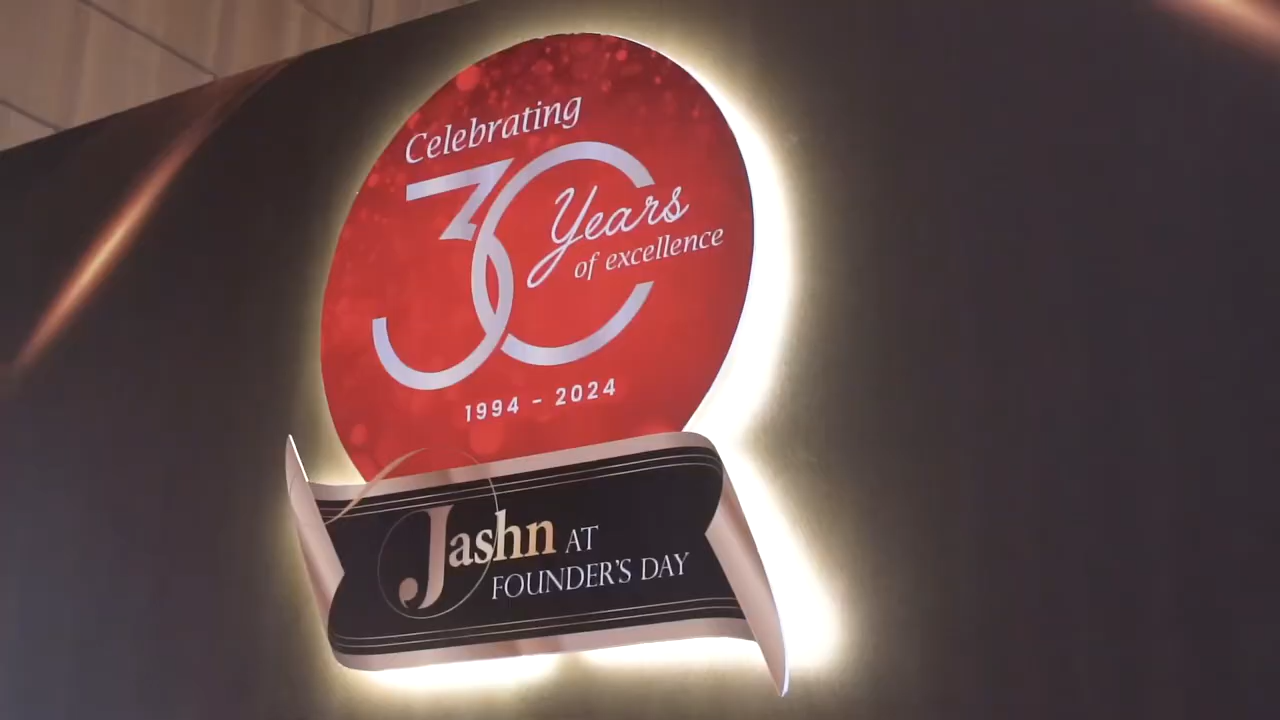 Celebrating
30
Years
of excellence
1994 - 2024
Jashn AT
FOUNDER'S DAY